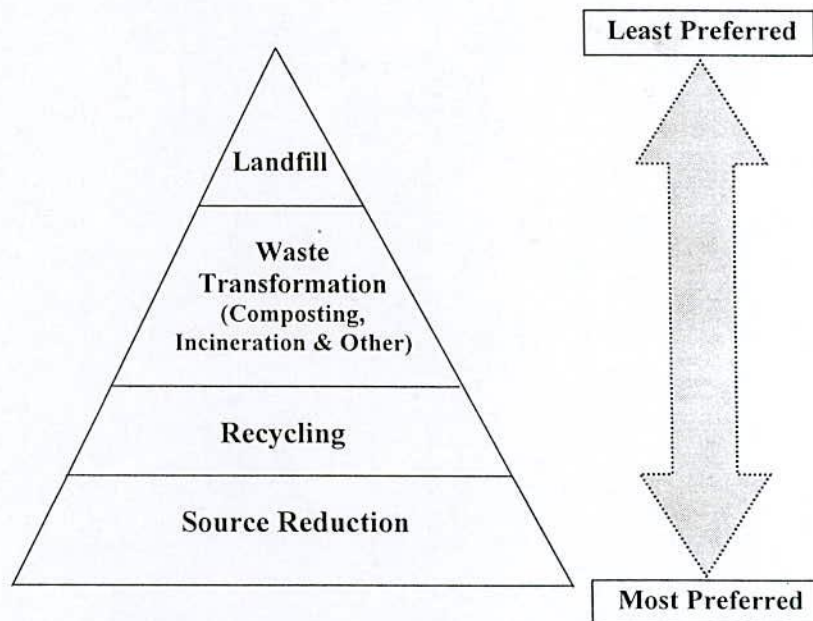 Least Preferred
Landfill
Waste
Transformation
(Composting,
Incineration & Other)
Recycling
Source Reduction
Most Preferred